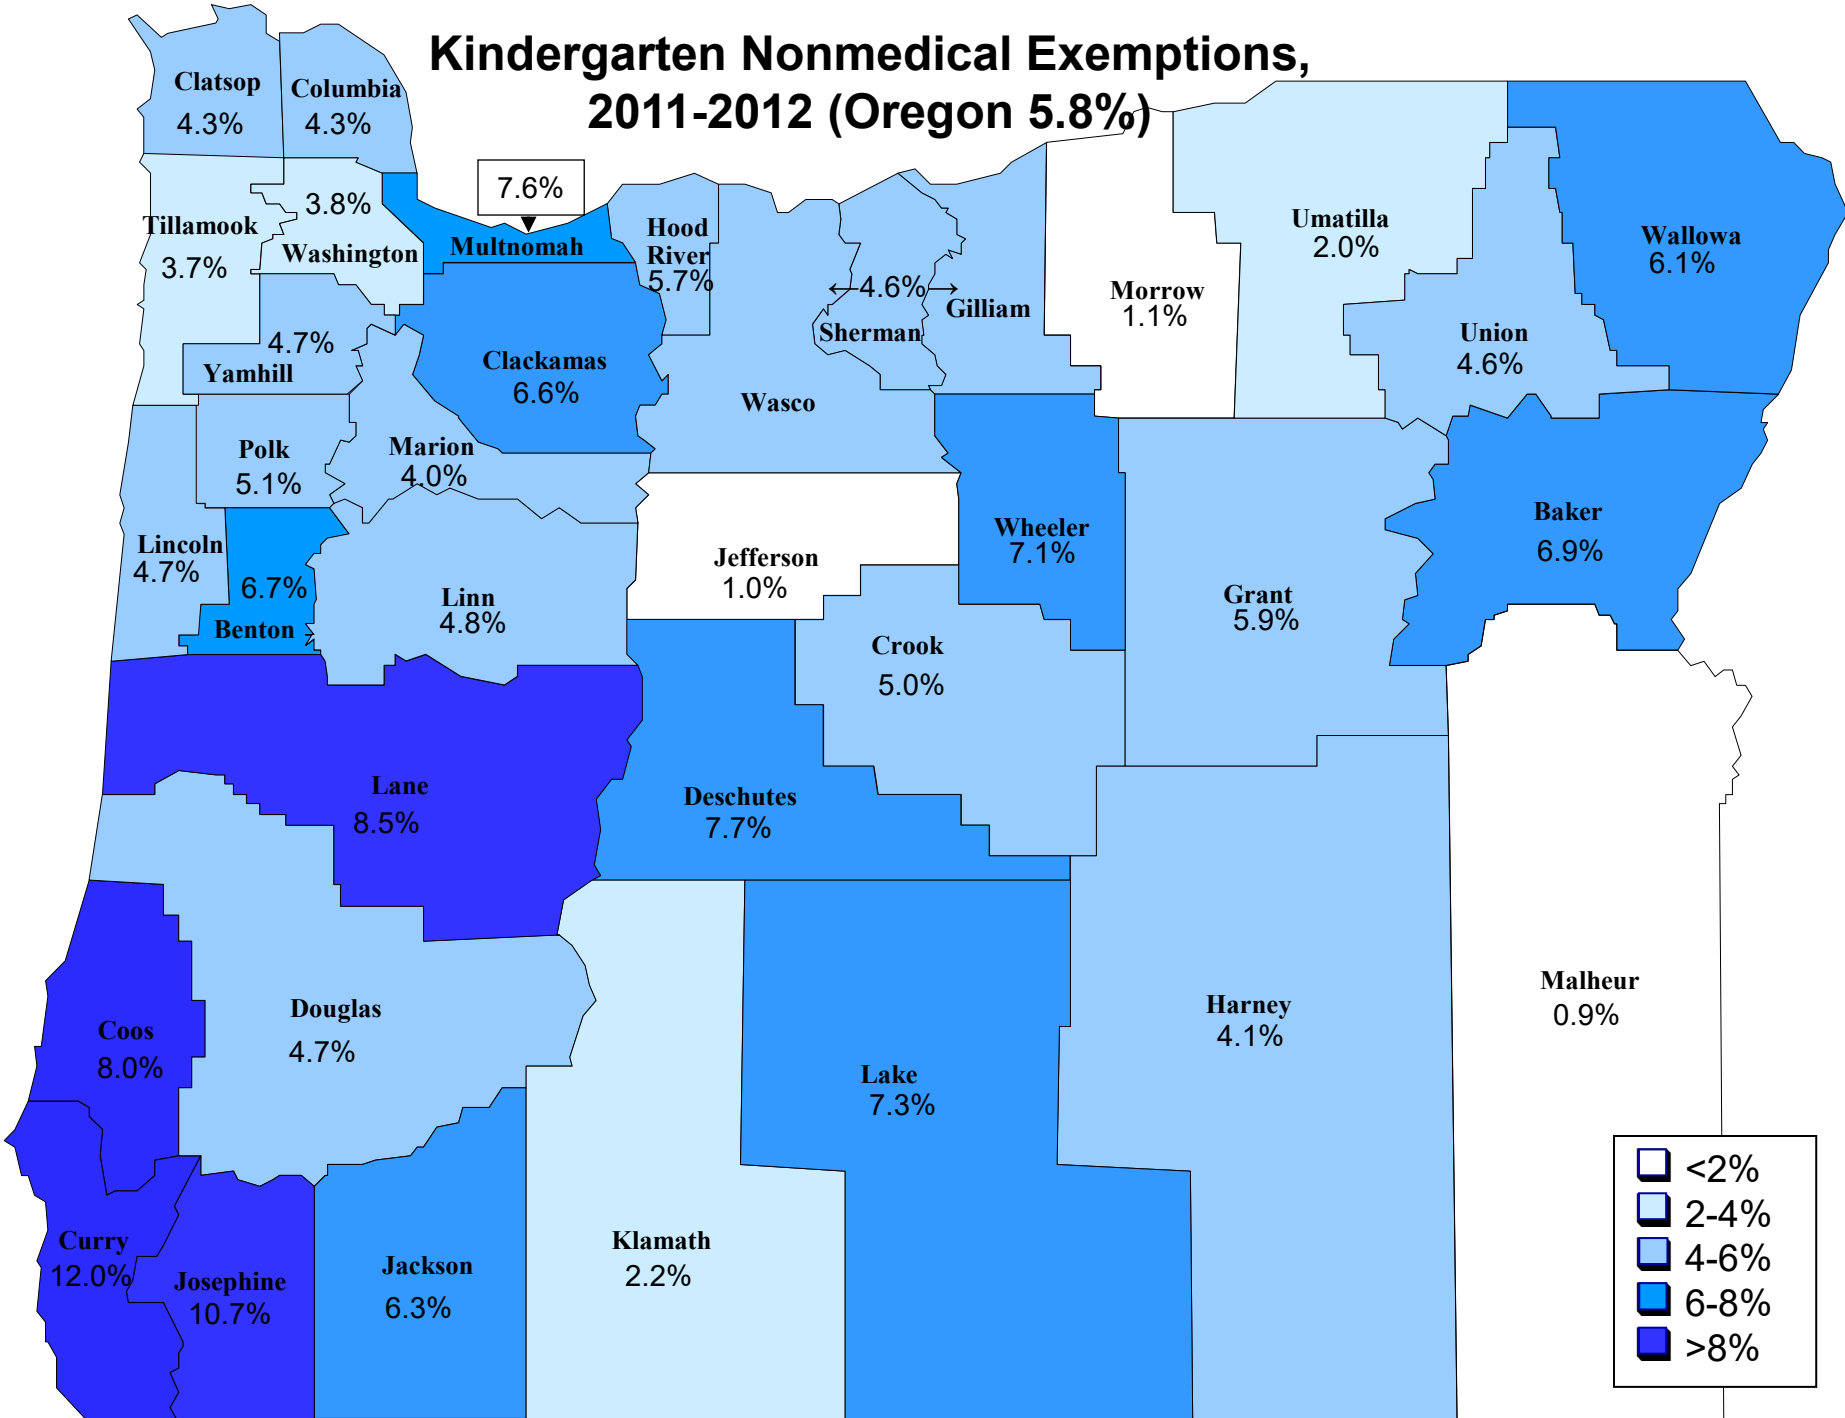 Kindergarten Nonmedical Exemptions,
2011-2012 (Oregon 5.8%)
Clatsop
4.3%
Columbia
4.3%
7.6%
Multnomah
3.8%
Washington
Tillamook
3.7%
Hood
River
5.7%
4.6%
Sherman
Gilliam
Morrow
1.1%
Umatilla
2.0%
Wallowa
6.1%
Union
4.6%
4.7%
Yamhill
Clackamas
6.6%
Wasco
Polk
5.1%
Marion
4.0%
Lincoln
4.7%
6.7%
Benton
Linn
4.8%
Jefferson
1.0%
Wheeler
7.1%
Grant
5.9%
Baker
6.9%
Crook
5.0%
Lane
8.5%
Deschutes
7.7%
Coos
8.0%
Douglas
4.7%
Lake
7.3%
Harney
4.1%
Malheur
0.9%
Curry
12.0%
Josephine
10.7%
Jackson
6.3%
Klamath
2.2%
<2%
2-4%
4-6%
6-8%
>8%